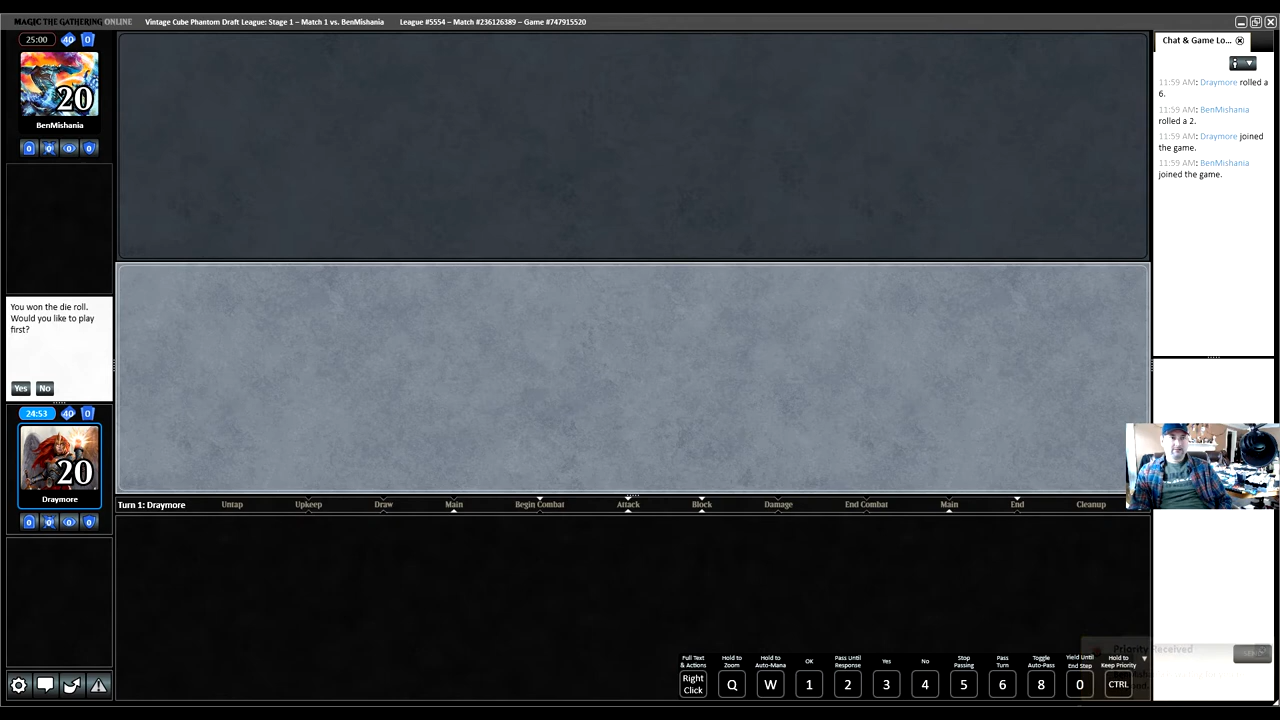 MAGIC THE GATHERING ONLINE
Vintage Cube Phantom Draft League: Stage 1 – Match 1 vs. BenMishania
League #5554 – Match #236126389 – Game #747915520
25:00
40
0
20
BenMishania
0
0
0
0
You won the die roll.
Would you like to play
first?
Yes
No
24:53
40
0
20
Draymore
0
0
0
0
Turn 1: Draymore
Untap
Upkeep
Draw
Main
Begin Combat
Attack
Block
Damage
End Combat
Main
End
Cleanup
Chat & Game Lo...
11:59 AM: Draymore rolled a
6.
11:59 AM: BenMishania
rolled a 2.
11:59 AM: Draymore joined
the game.
11:59 AM: BenMishania
joined the game.
Full Text
& Actions
Right
Click
Hold to
Zoom
Q
Hold to
Auto-Mana
W
OK
1
Pass Until
Response
2
Yes
3
No
4
Stop
Passing
5
Pass
Turn
6
Toggle
Auto-Pass
8
Yield Until
End Step
0
Hold to
Keep Priority
CTRL
Priority Received